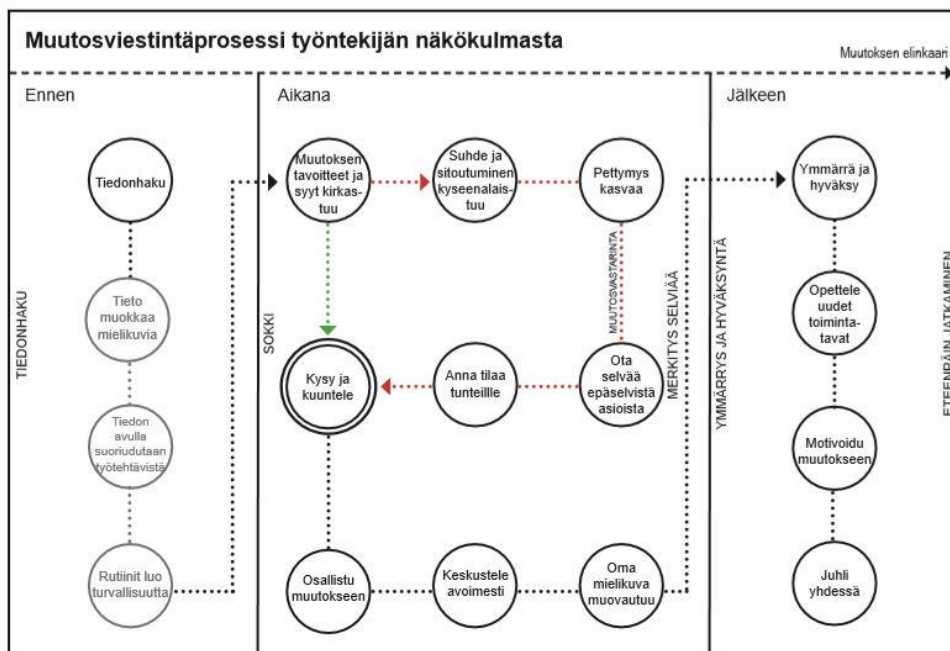 Muutosviestintäprosessi työntekijän näkökulmasta
Muutoksen elinkaari
Ennen
TIEDONHAKU
Tiedonhaku
Tieto
muokkaa
mielikuvia
Tiedon
avulla
suoriudutaan
työtehtävistä
Rutiinit luo
turvallisuutta
Aikana
SOKKI
Muutoksen
tavoitteet ja
syyt kirkas-
tuu
Suhde ja
sitoutuminen
kyseenalais-
tuu
Pettymys
kasvaa
MUUTOSVASTARINTA
Ota
selvää
epäselvistä
asioista
Anna tilaa
tunteillle
Kysy ja
kuuntele
Osallistu
muutokseen
Keskustele
avoimesti
Oma
mielikuva
muovautuu
MERKITYS SELVIÄÄ
Jälkeen
YMMÄRRYS JA HYVÄKSYNTÄ
Ymmärrä ja
hyväksy
Opettele
uudet
toiminta-
tavat
Motivoidu
muutokseen
Juhli
yhdessä
ETEENPÄIN JATKAMINEN